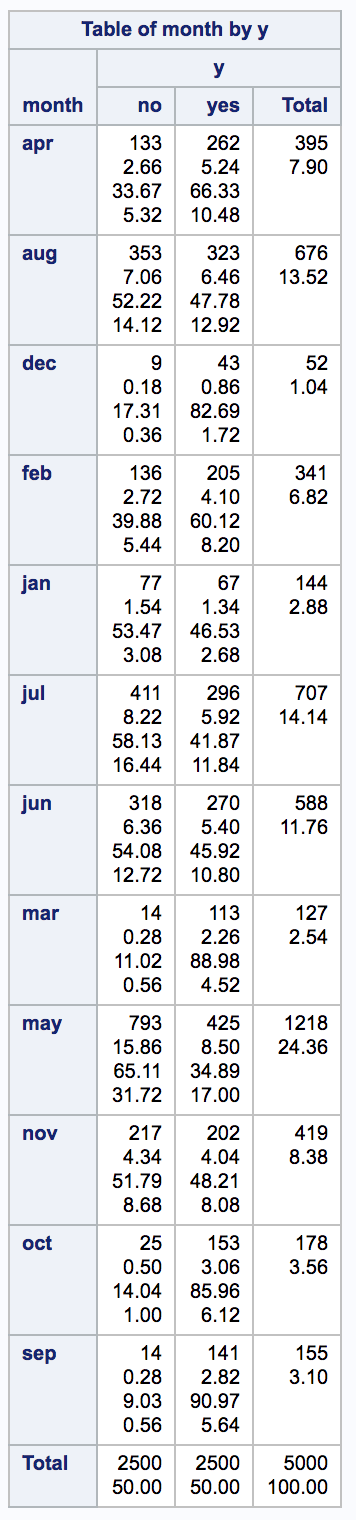 Table of month by y
y
month no yes Total
apr 133 262 395
2.66 5.24 7.90
33.67 66.33
5.32 10.48
aug 353 323 676
7.06 6.46 13.52
52.22 47.78
14.12 12.92
dec 9 43 52
0.18 0.86 1.04
17.31 82.69
0.36 1.72
feb 136 205 341
2.72 4.10 6.82
39.88 60.12
5.44 8.20
jan 77 67 144
1.54 1.34 2.88
53.47 46.53
3.08 2.68
jul 411 296 707
8.22 5.92 14.14
58.13 41.87
16.44 11.84
jun 318 270 588
6.36 5.40 11.76
54.08 45.92
12.72 10.80
mar 14 113 127
0.28 2.26 2.54
11.02 88.98
0.56 4.52
may 793 425 1218
15.86 8.50 24.36
65.11 34.89
31.72 17.00
nov 217 202 419
4.34 4.04 8.38
51.79 48.21
8.68 8.08
oct 25 153 178
0.50 3.06 3.56
14.04 85.96
1.00 6.12
sep 14 141 155
0.28 2.82 3.10
9.03 90.97
0.56 5.64
Total 2500 2500 5000
50.00 50.00 100.00